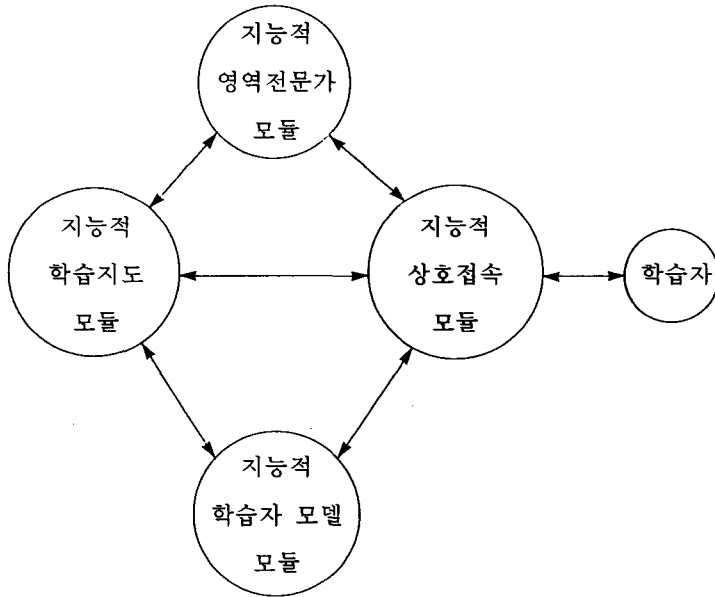 지능적
영역전문가
모듈
지능적
학습지도
모듈
지능적
상호접속
모듈
학습자
지능적
학습자 모델
모듈